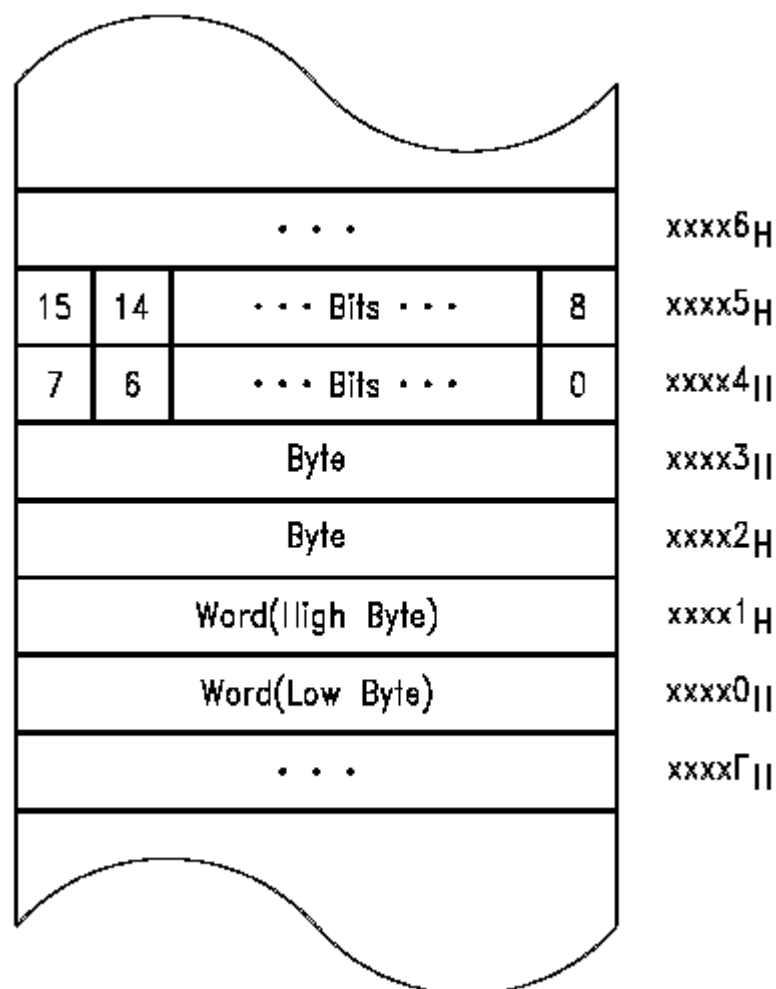 · · · xxxx6H
15 14 · · · Bits · · · 8 xxxx5H
7 6 · · · Bits · · · 0 xxxx4H
Byte xxxx3H
Byte xxxx2H
Word(High Byte) xxxx1H
Word(Low Byte) xxxx0H
· · · xxxxFH